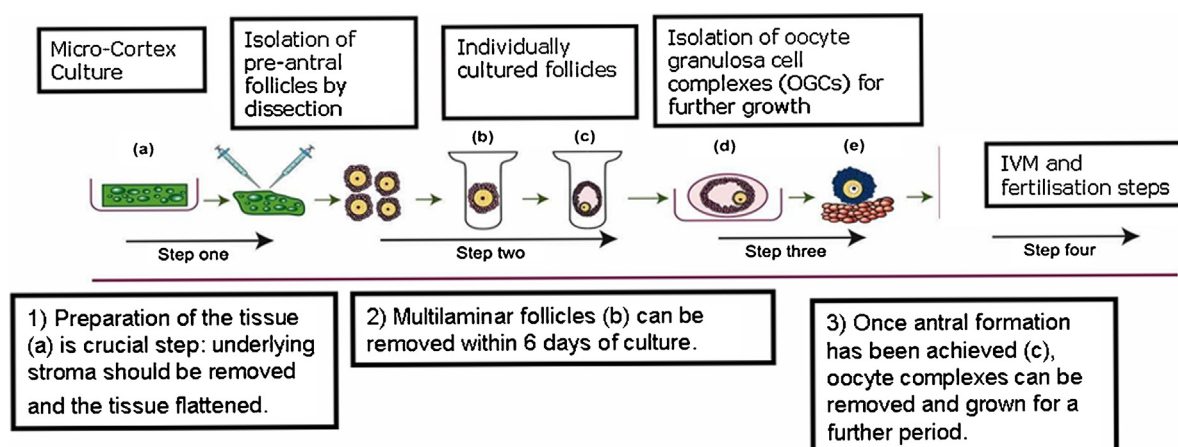 Micro-Cortex
Culture
Isolation of
pre-antral
follicles by
dissection
Individually
cultured follicles
Isolation of oocyte
granulosa cell
complexes (OGCs) for
further growth
IVM and
fertilisation steps
(a)
(b)
(c)
(d)
(e)
Step one
Step two
Step three
Step four
1) Preparation of the tissue
(a) is crucial step: underlying
stroma should be removed
and the tissue flattened.
2) Multilaminar follicles (b) can be
removed within 6 days of culture.
3) Once antral formation
has been achieved (c),
oocyte complexes can be
removed and grown for a
further period.